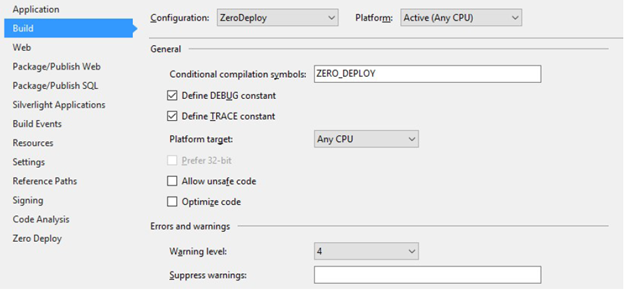 Application
Build
Web
Package/Publish Web
Package/Publish SQL
Silverlight Applications
Build Events
Resources
Settings
Reference Paths
Signing
Code Analysis
Zero Deploy
Configuration: ZeroDeploy Platform: Active (Any CPU)
General
Conditional compilation symbols: ZERO_DEPLOY
Define DEBUG constant
Define TRACE constant
Platform target: Any CPU
Prefer 32-bit
Allow unsafe code
Optimize code
Errors and warnings
Warning level: 4
Suppress warnings: